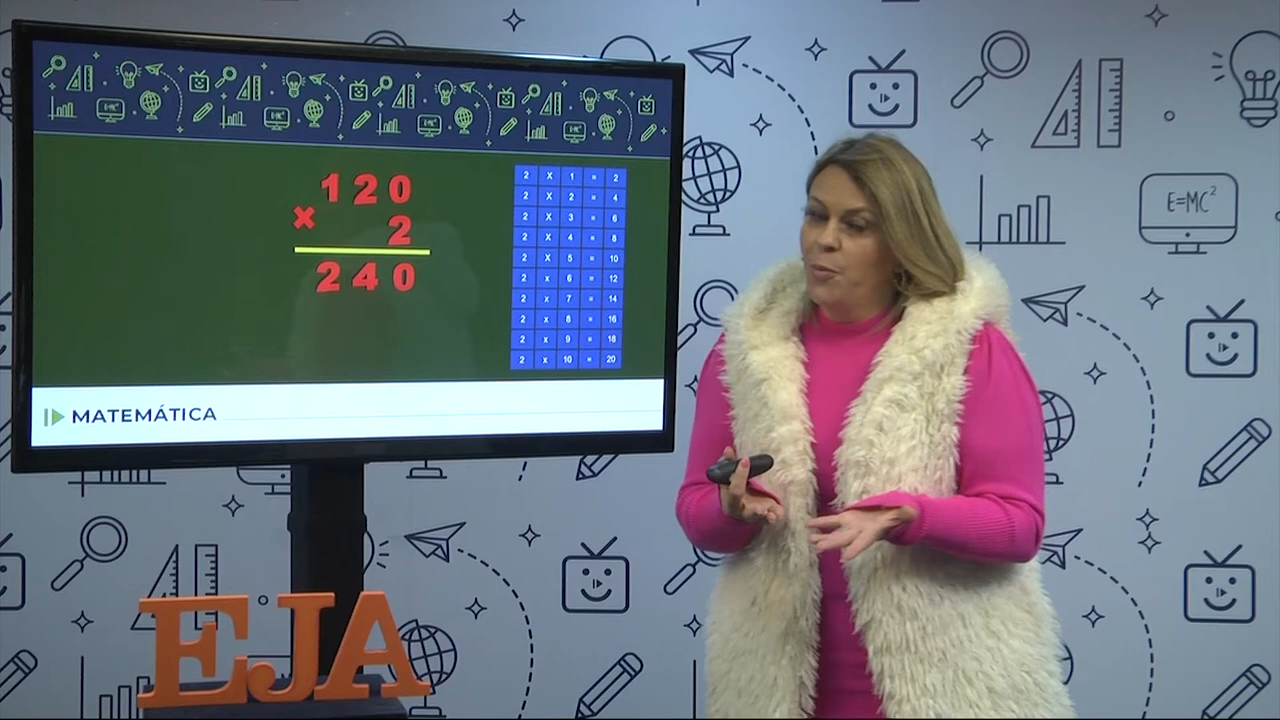 120
× 2
240
2 X 1 = 2
2 X 2 = 4
2 X 3 = 6
2 X 4 = 8
2 X 5 = 10
2 x 6 = 12
2 x 7 = 14
2 x 8 = 16
2 x 9 = 18
2 x 10 = 20
MATEMÁTICA
E=MC²
EJA